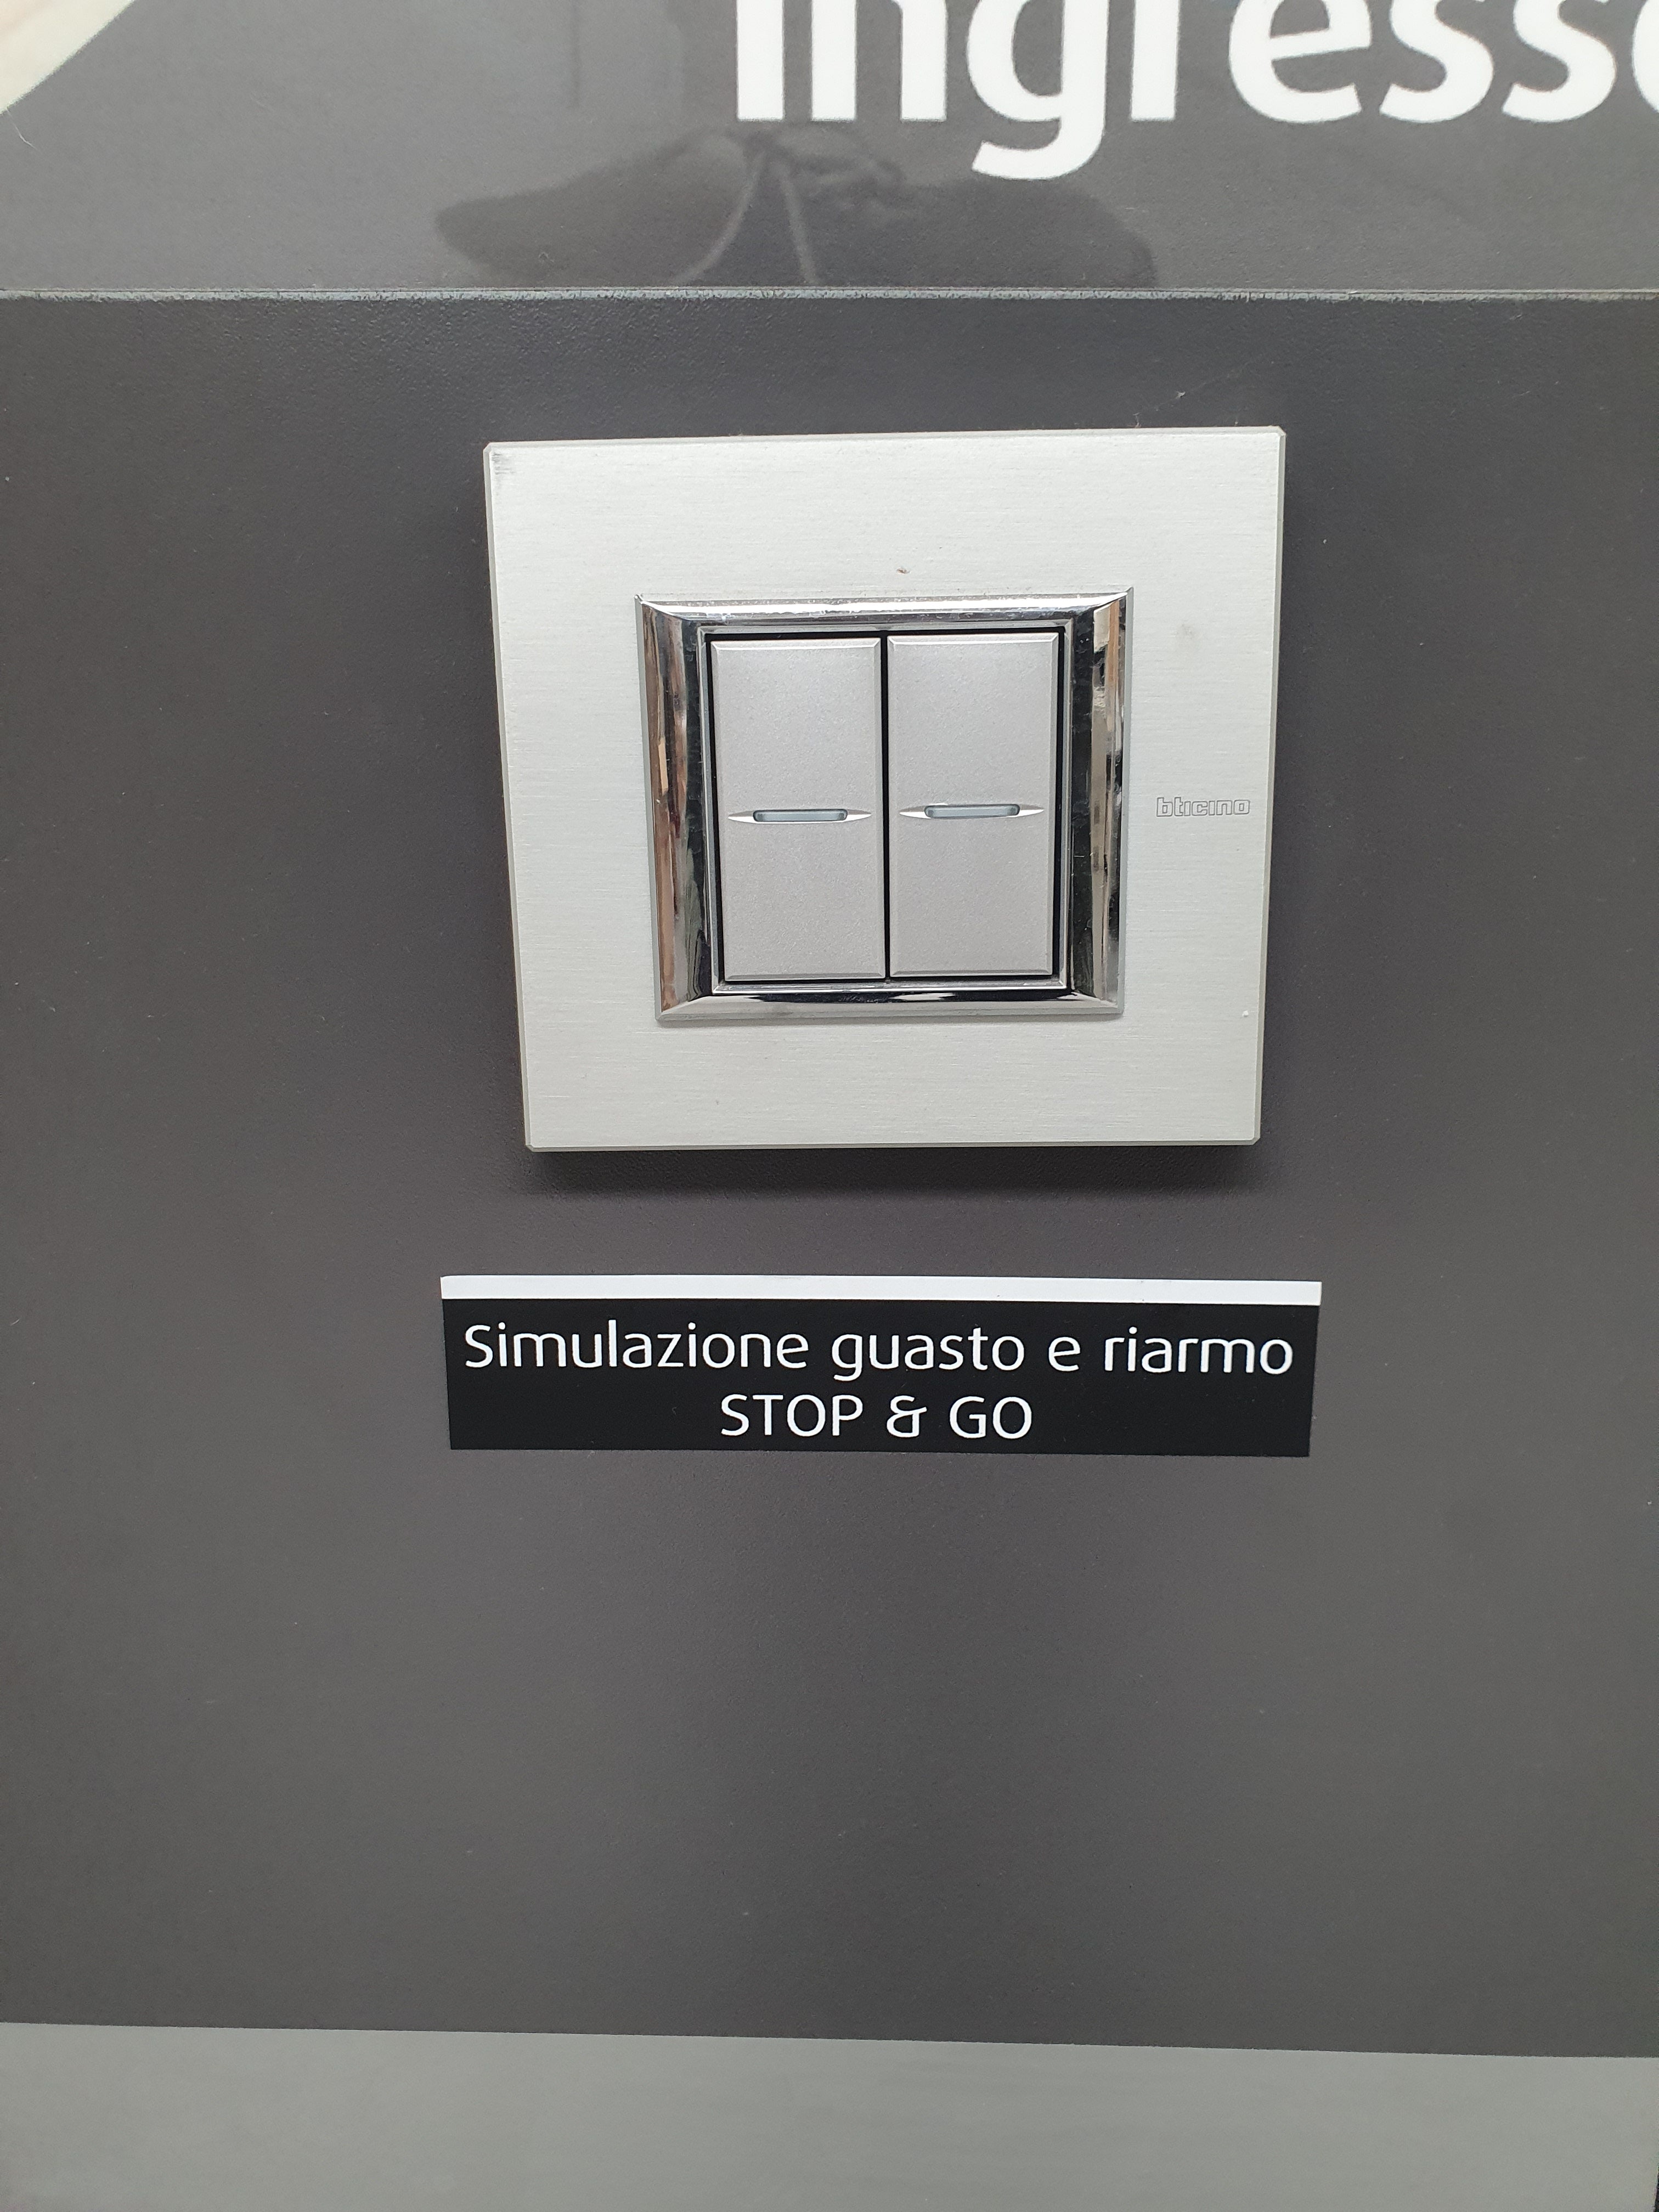 Ingresso
bticino
Simulazione guasto e riarmo
STOP & GO